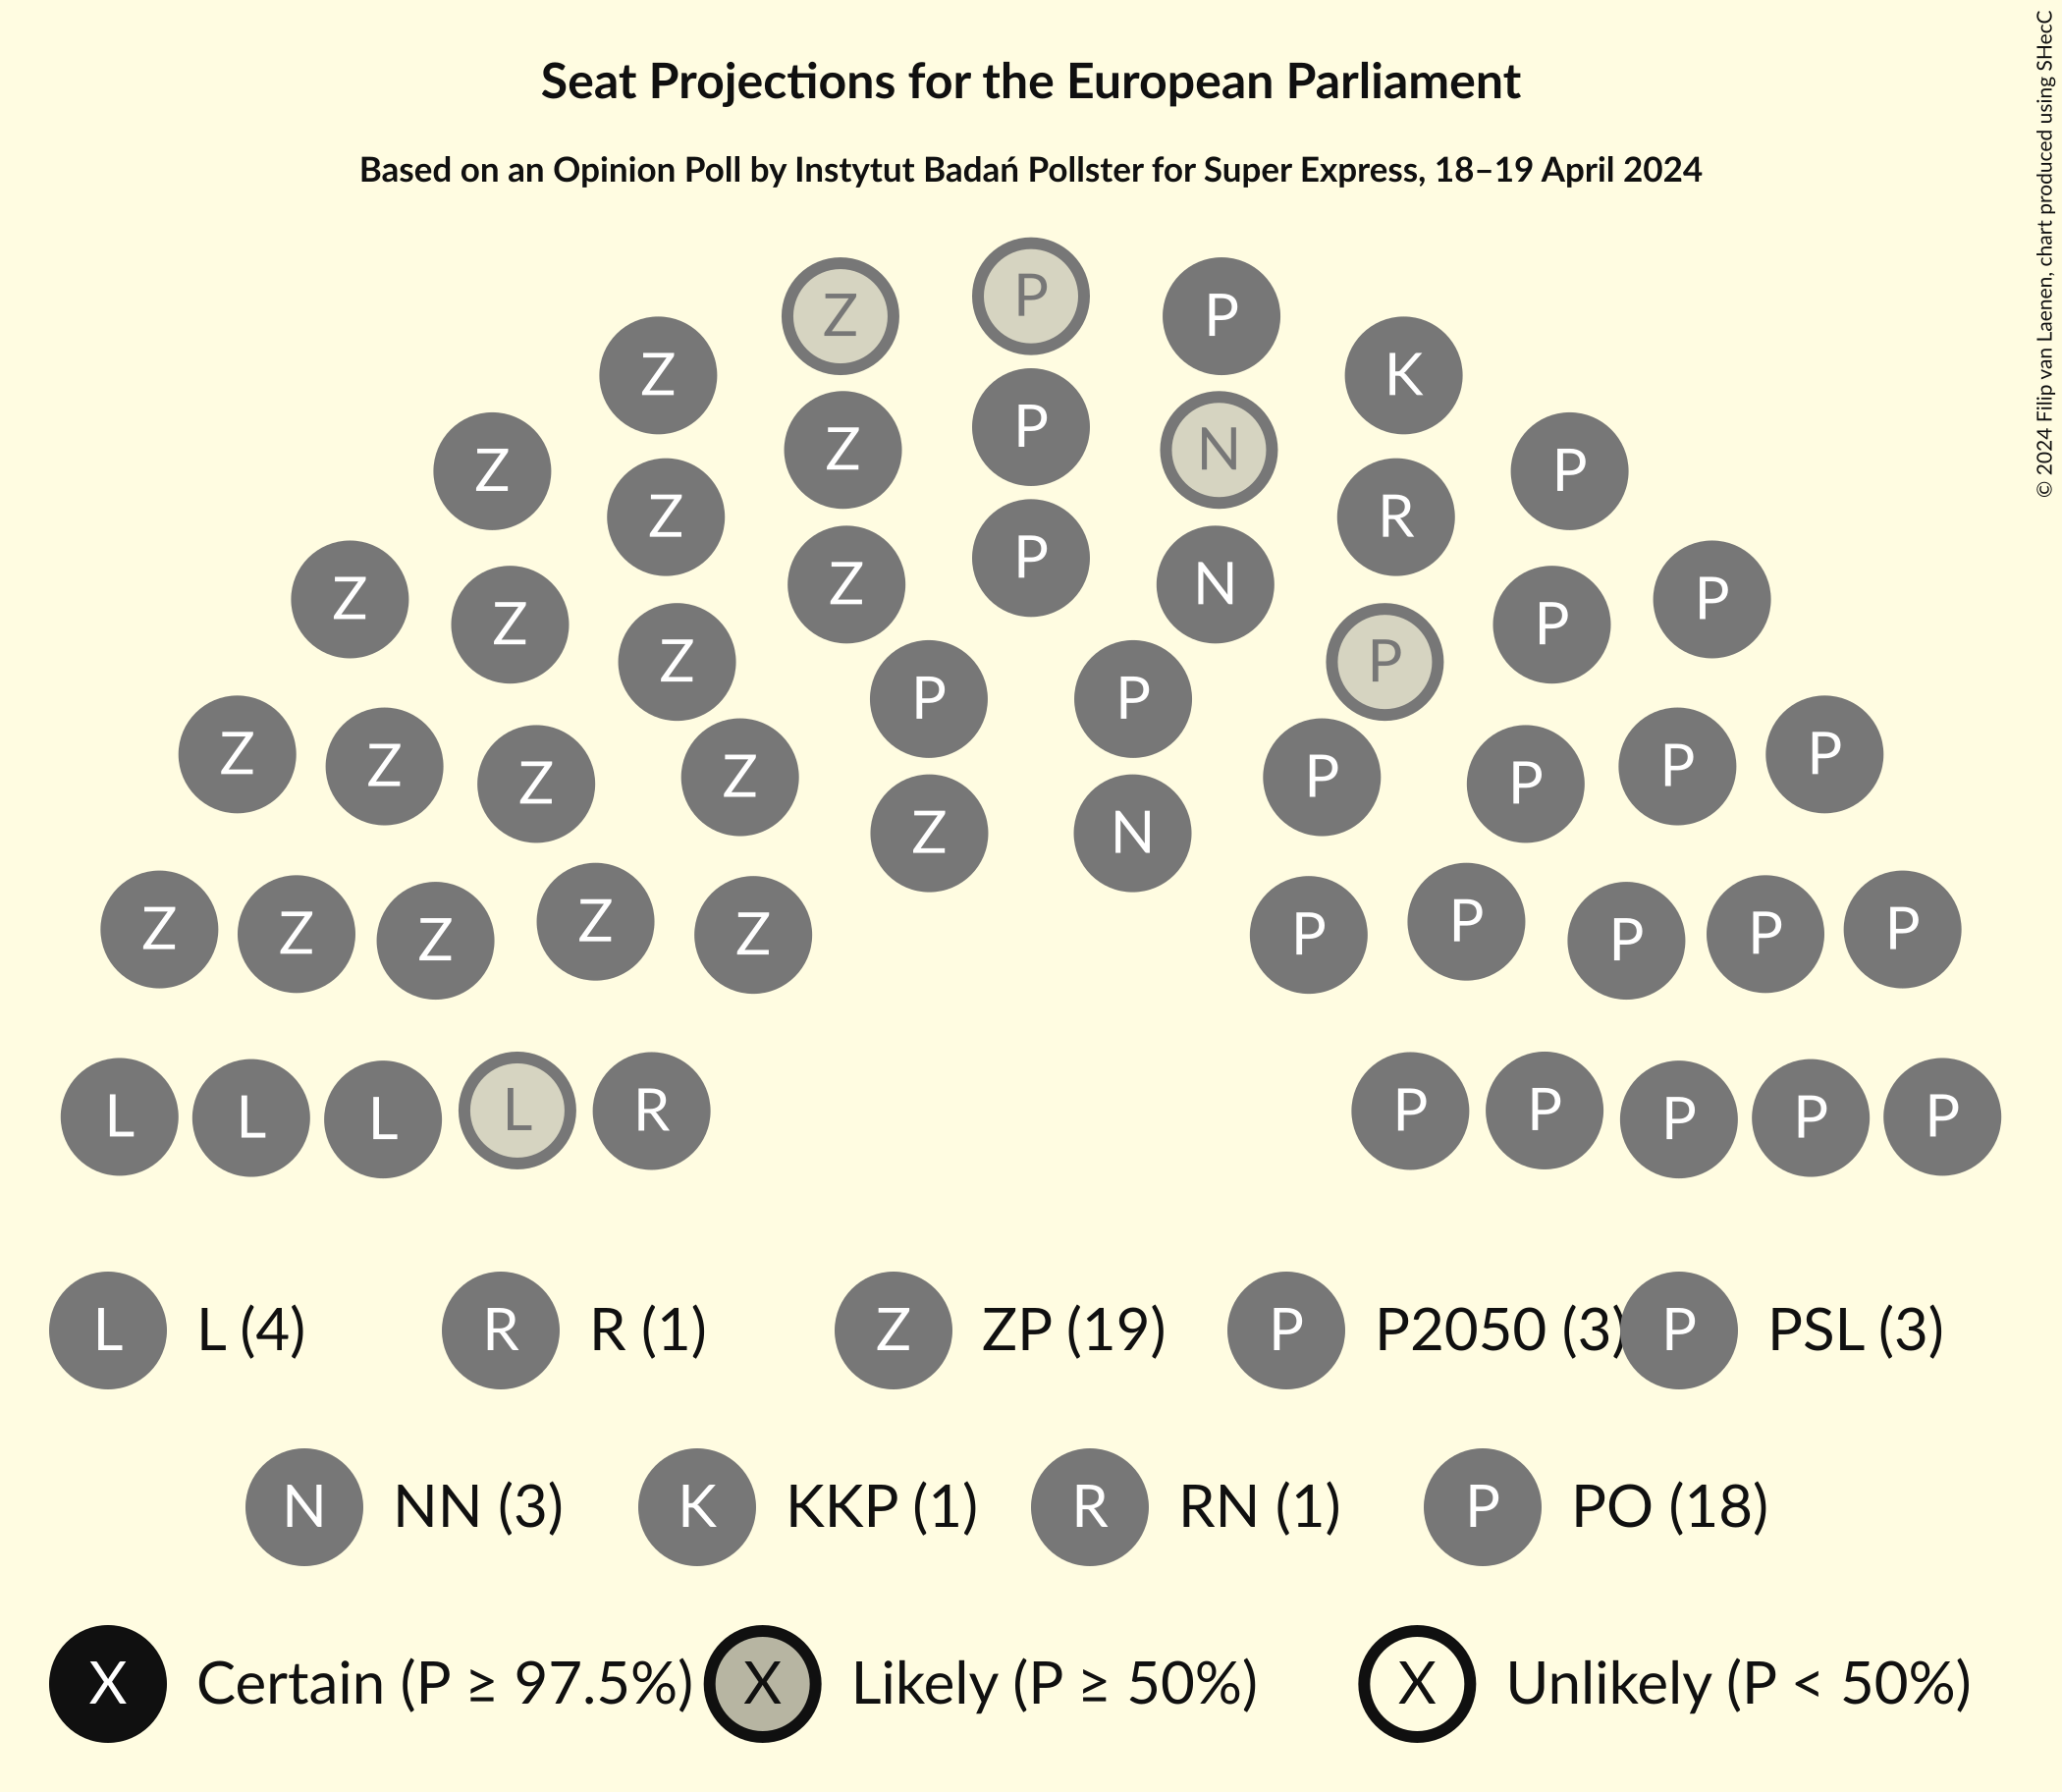 Seat Projections for the European Parliament
Based on an Opinion Poll by Instytut Badań Pollster for Super Express, 18–19 April 2024
© 2024 Filip van Laenen, chart produced using SHecC
P
Z P
Z K
Z P P
Z N
Z R
P
Z N
Z P
Z P
Z P
P P
Z P
Z P
Z P
Z P
Z N
Z P
Z P
Z P
Z P
Z P
L L L L R P P P P P
L L (4) R R (1) Z ZP (19) P P2050 (3) P PSL (3)
N NN (3) K KKP (1) R RN (1) P PO (18)
X Certain (P ≥ 97.5%) X Likely (P ≥ 50%) X Unlikely (P < 50%)